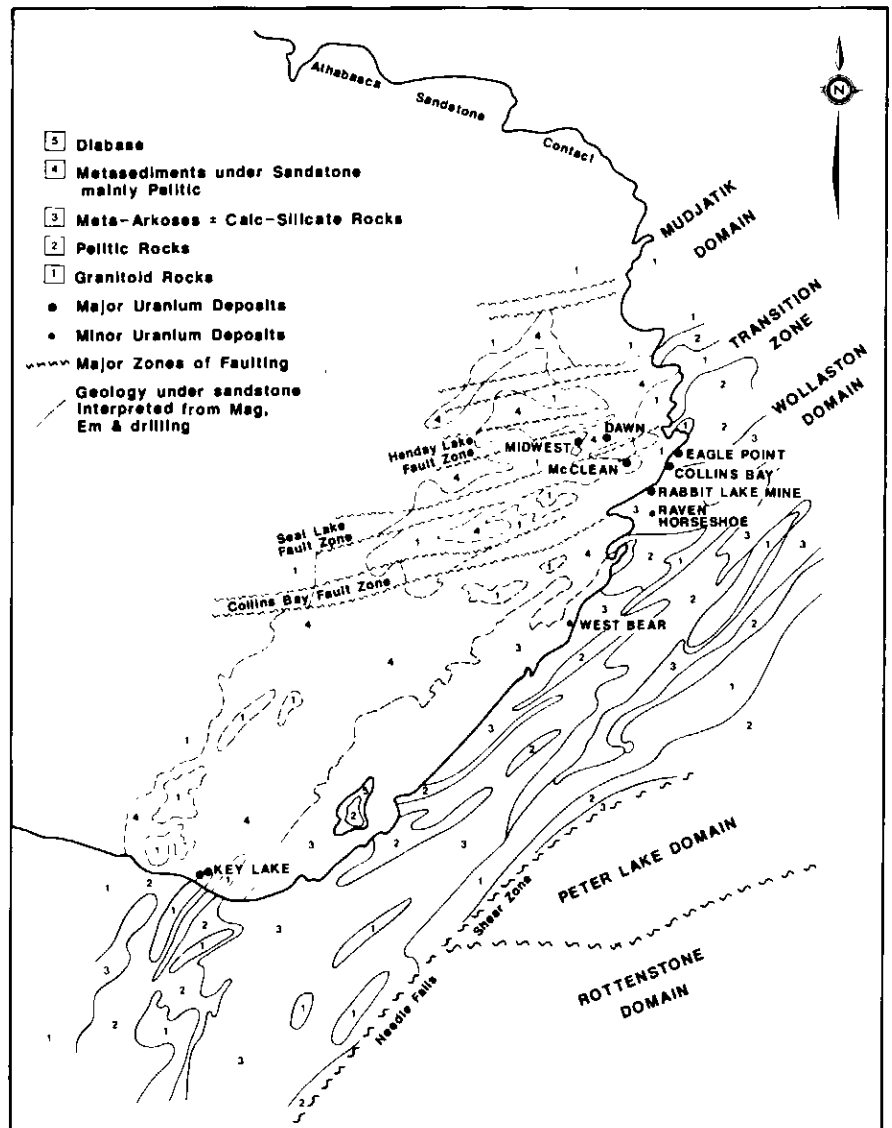 Athabasca
Sandstone
Contact
N
5 Diabase
4 Metasediments under Sandstone
mainly Pelitic
3 Meta-Arkoses ± Calc-Silicate Rocks
2 Pelitic Rocks
1 Granitoid Rocks
Major Uranium Deposits
Minor Uranium Deposits
Major Zones of Faulting
Geology under sandstone
Interpreted from Mag,
Em & drilling
MUDJATIK
DOMAIN
TRANSITION
ZONE
WOLLASTON
DOMAIN
Henday Lake
Fault Zone
MIDWEST
DAWN
McCLEAN
EAGLE POINT
COLLINS BAY
RABBIT LAKE MINE
RAVEN
HORSESHOE
Seal Lake
Fault Zone
Collins Bay Fault Zone
WEST BEAR
KEY LAKE
PETER LAKE DOMAIN
Needle Falls Shear Zone
ROTTENSTONE
DOMAIN